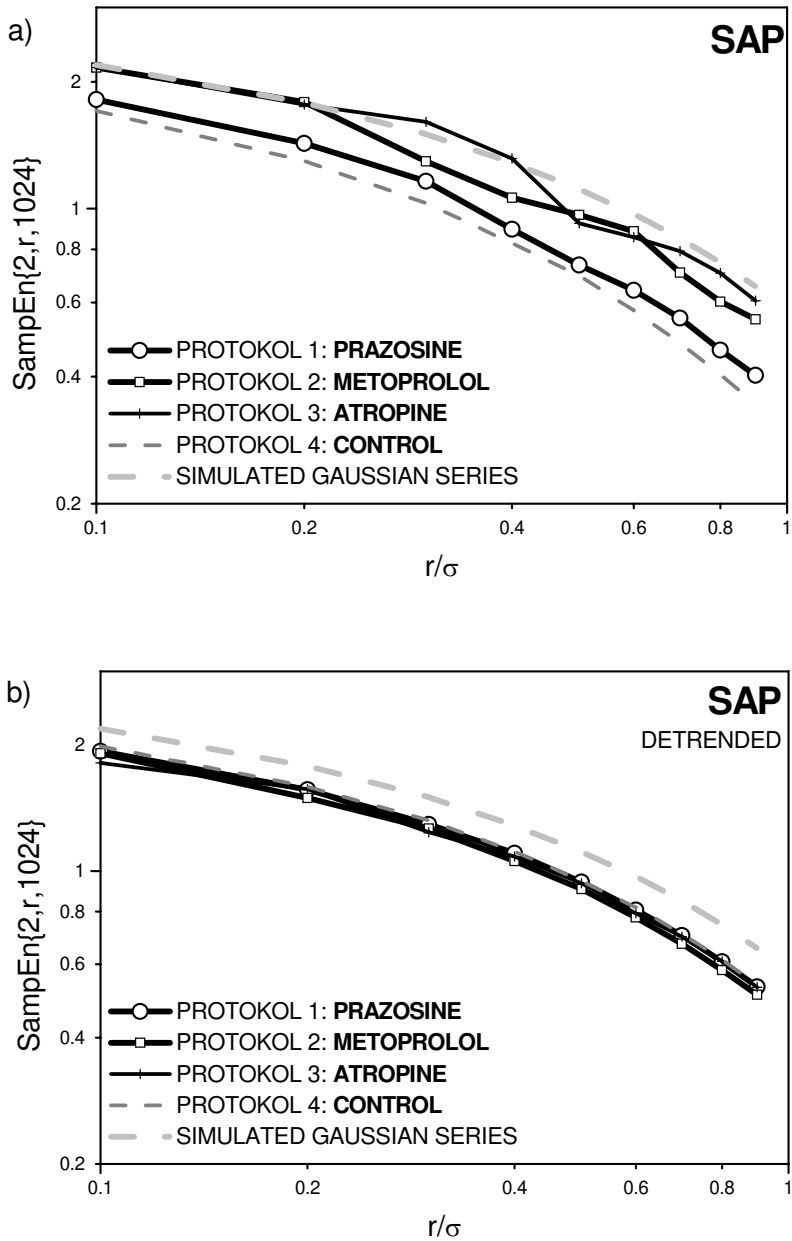 a)
SAP
SampEn{2,r,1024}
2
1
0.8
0.6
0.4
0.2
PROTOKOL 1: PRAZOSINE
PROTOKOL 2: METOPROLOL
PROTOKOL 3: ATROPINE
PROTOKOL 4: CONTROL
SIMULATED GAUSSIAN SERIES
0.1 0.2 0.4 0.6 0.8 1
r/σ
b)
SAP
DETRENDED
SampEn{2,r,1024}
2
1
0.8
0.6
0.4
0.2
PROTOKOL 1: PRAZOSINE
PROTOKOL 2: METOPROLOL
PROTOKOL 3: ATROPINE
PROTOKOL 4: CONTROL
SIMULATED GAUSSIAN SERIES
0.1 0.2 0.4 0.6 0.8 1
r/σ